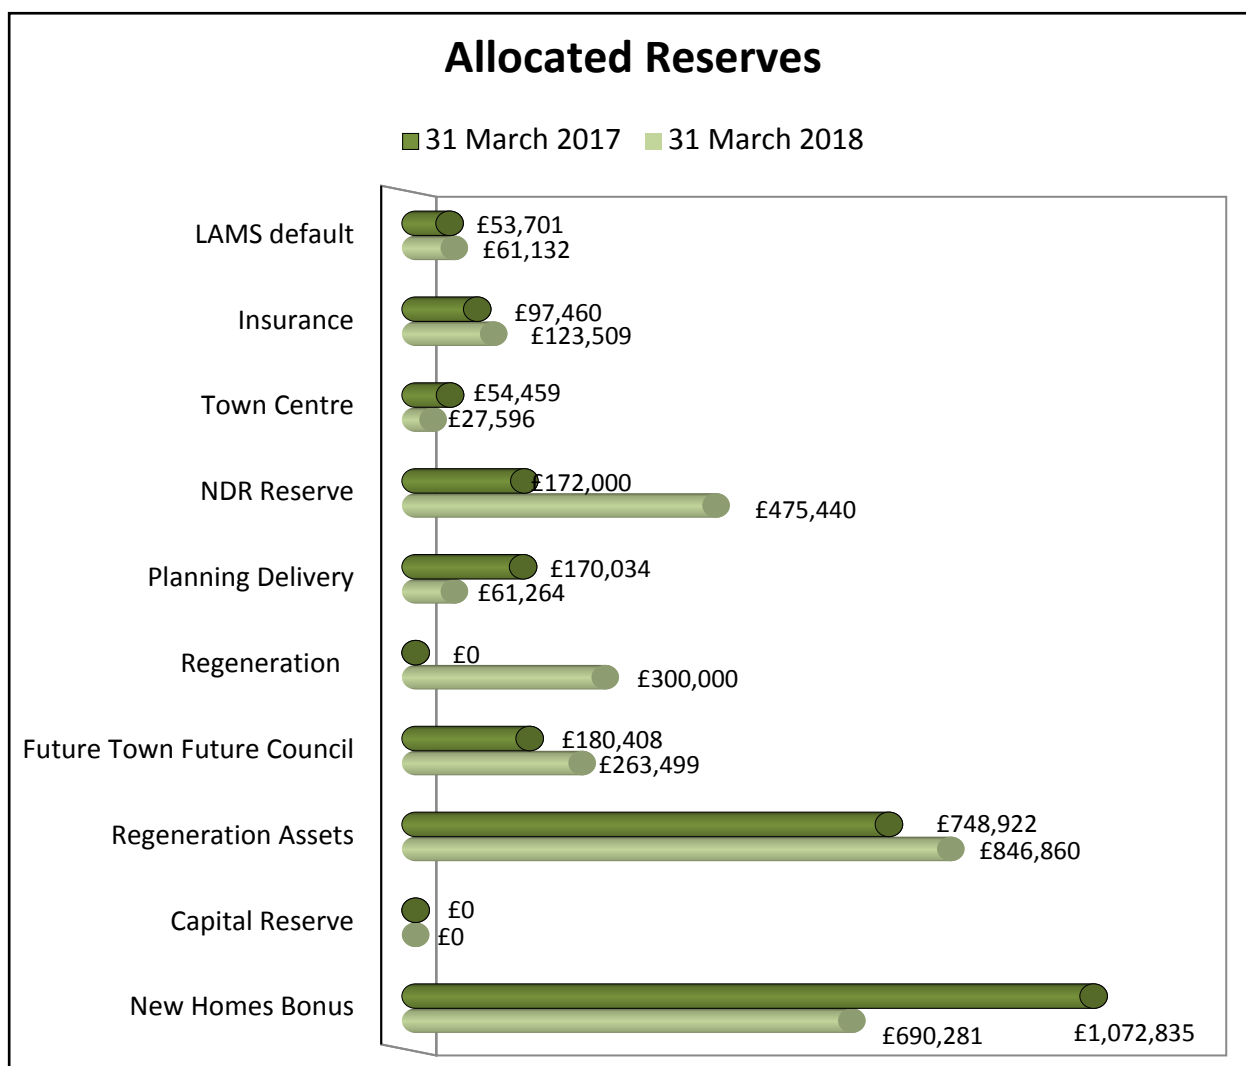 Allocated Reserves
31 March 2017 31 March 2018
LAMS default
£53,701
£61,132
Insurance
£97,460
£123,509
Town Centre
£54,459
£27,596
NDR Reserve
£172,000
£475,440
Planning Delivery
£170,034
£61,264
Regeneration
£0
£300,000
Future Town Future Council
£180,408
£263,499
Regeneration Assets
£748,922
£846,860
Capital Reserve
£0
£0
New Homes Bonus
£690,281
£1,072,835